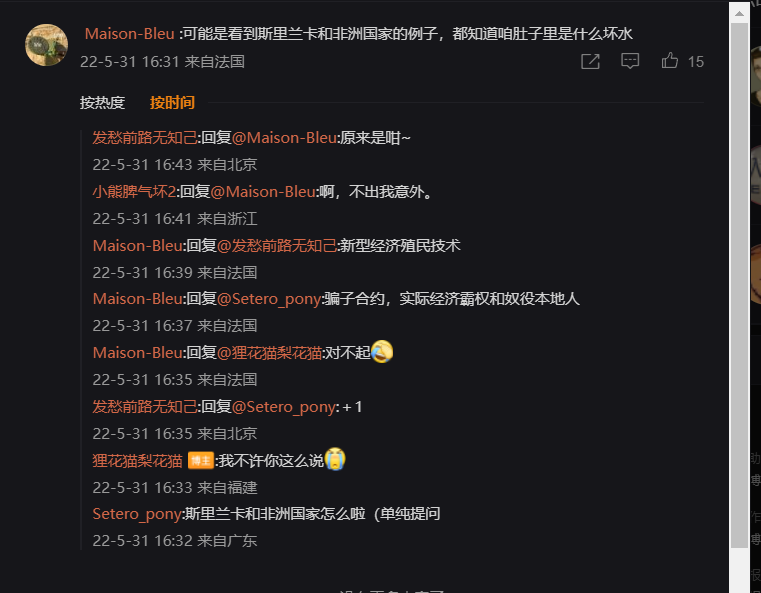 Maison-Bleu :可能是看到斯里兰卡和非洲国家的例子，都知道咱肚子里是什么坏水
22-5-31 16:31 来自法国 15
按热度 按时间
发愁前路无知己:回复@Maison-Bleu:原来是咁~
22-5-31 16:43 来自北京
小熊脾气坏2:回复@Maison-Bleu:啊，不出我意外。
22-5-31 16:41 来自浙江
Maison-Bleu:回复@发愁前路无知己:新型经济殖民技术
22-5-31 16:39 来自法国
Maison-Bleu:回复@Setero_pony:骗子合约，实际经济霸权和奴役本地人
22-5-31 16:37 来自法国
Maison-Bleu:回复@狸花猫梨花猫:对不起
22-5-31 16:35 来自法国
发愁前路无知己:回复@Setero_pony:＋1
22-5-31 16:35 来自北京
狸花猫梨花猫 博主:我不许你这么说
22-5-31 16:33 来自福建
Setero_pony:斯里兰卡和非洲国家怎么啦（单纯提问
22-5-31 16:32 来自广东